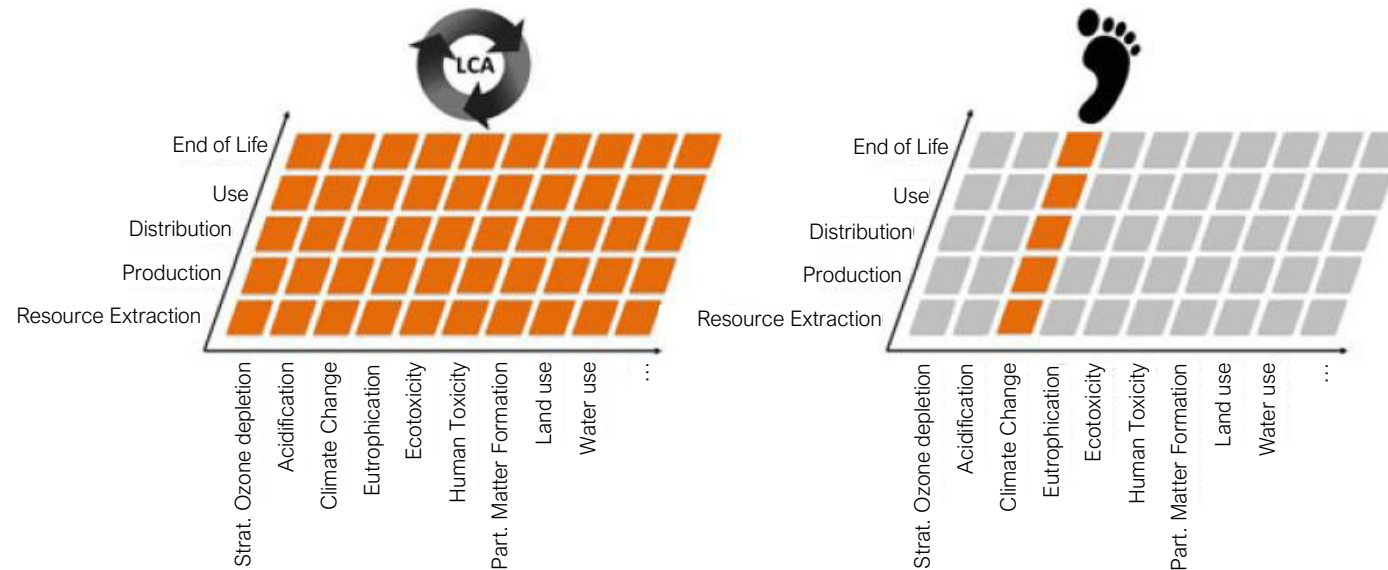 LCA
End of Life
Use
Distribution
Production
Resource Extraction
Strat. Ozone depletion
Acidification
Climate Change
Eutrophication
Ecotoxicity
Human Toxicity
Part. Matter Formation
Land use
Water use
...
End of Life
Use
Distribution
Production
Resource Extraction
Strat. Ozone depletion
Acidification
Climate Change
Eutrophication
Ecotoxicity
Human Toxicity
Part. Matter Formation
Land use
Water use
...